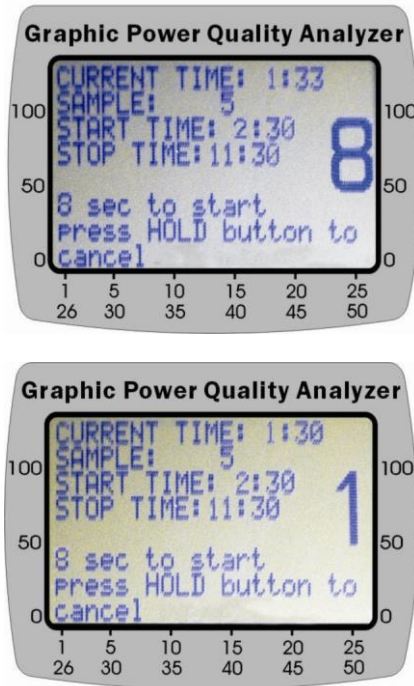 Graphic Power Quality Analyzer
CURRENT TIME: 1:33
SAMPLE: 5
START TIME: 2:30
STOP TIME:11:30
8
8 sec to start
press HOLD button to
cancel
100
50
0
100
50
0
1 5 10 15 20 25
26 30 35 40 45 50
Graphic Power Quality Analyzer
CURRENT TIME: 1:30
SAMPLE: 5
START TIME: 2:30
STOP TIME:11:30
1
8 sec to start
press HOLD button to
cancel
100
50
0
100
50
0
1 5 10 15 20 25
26 30 35 40 45 50